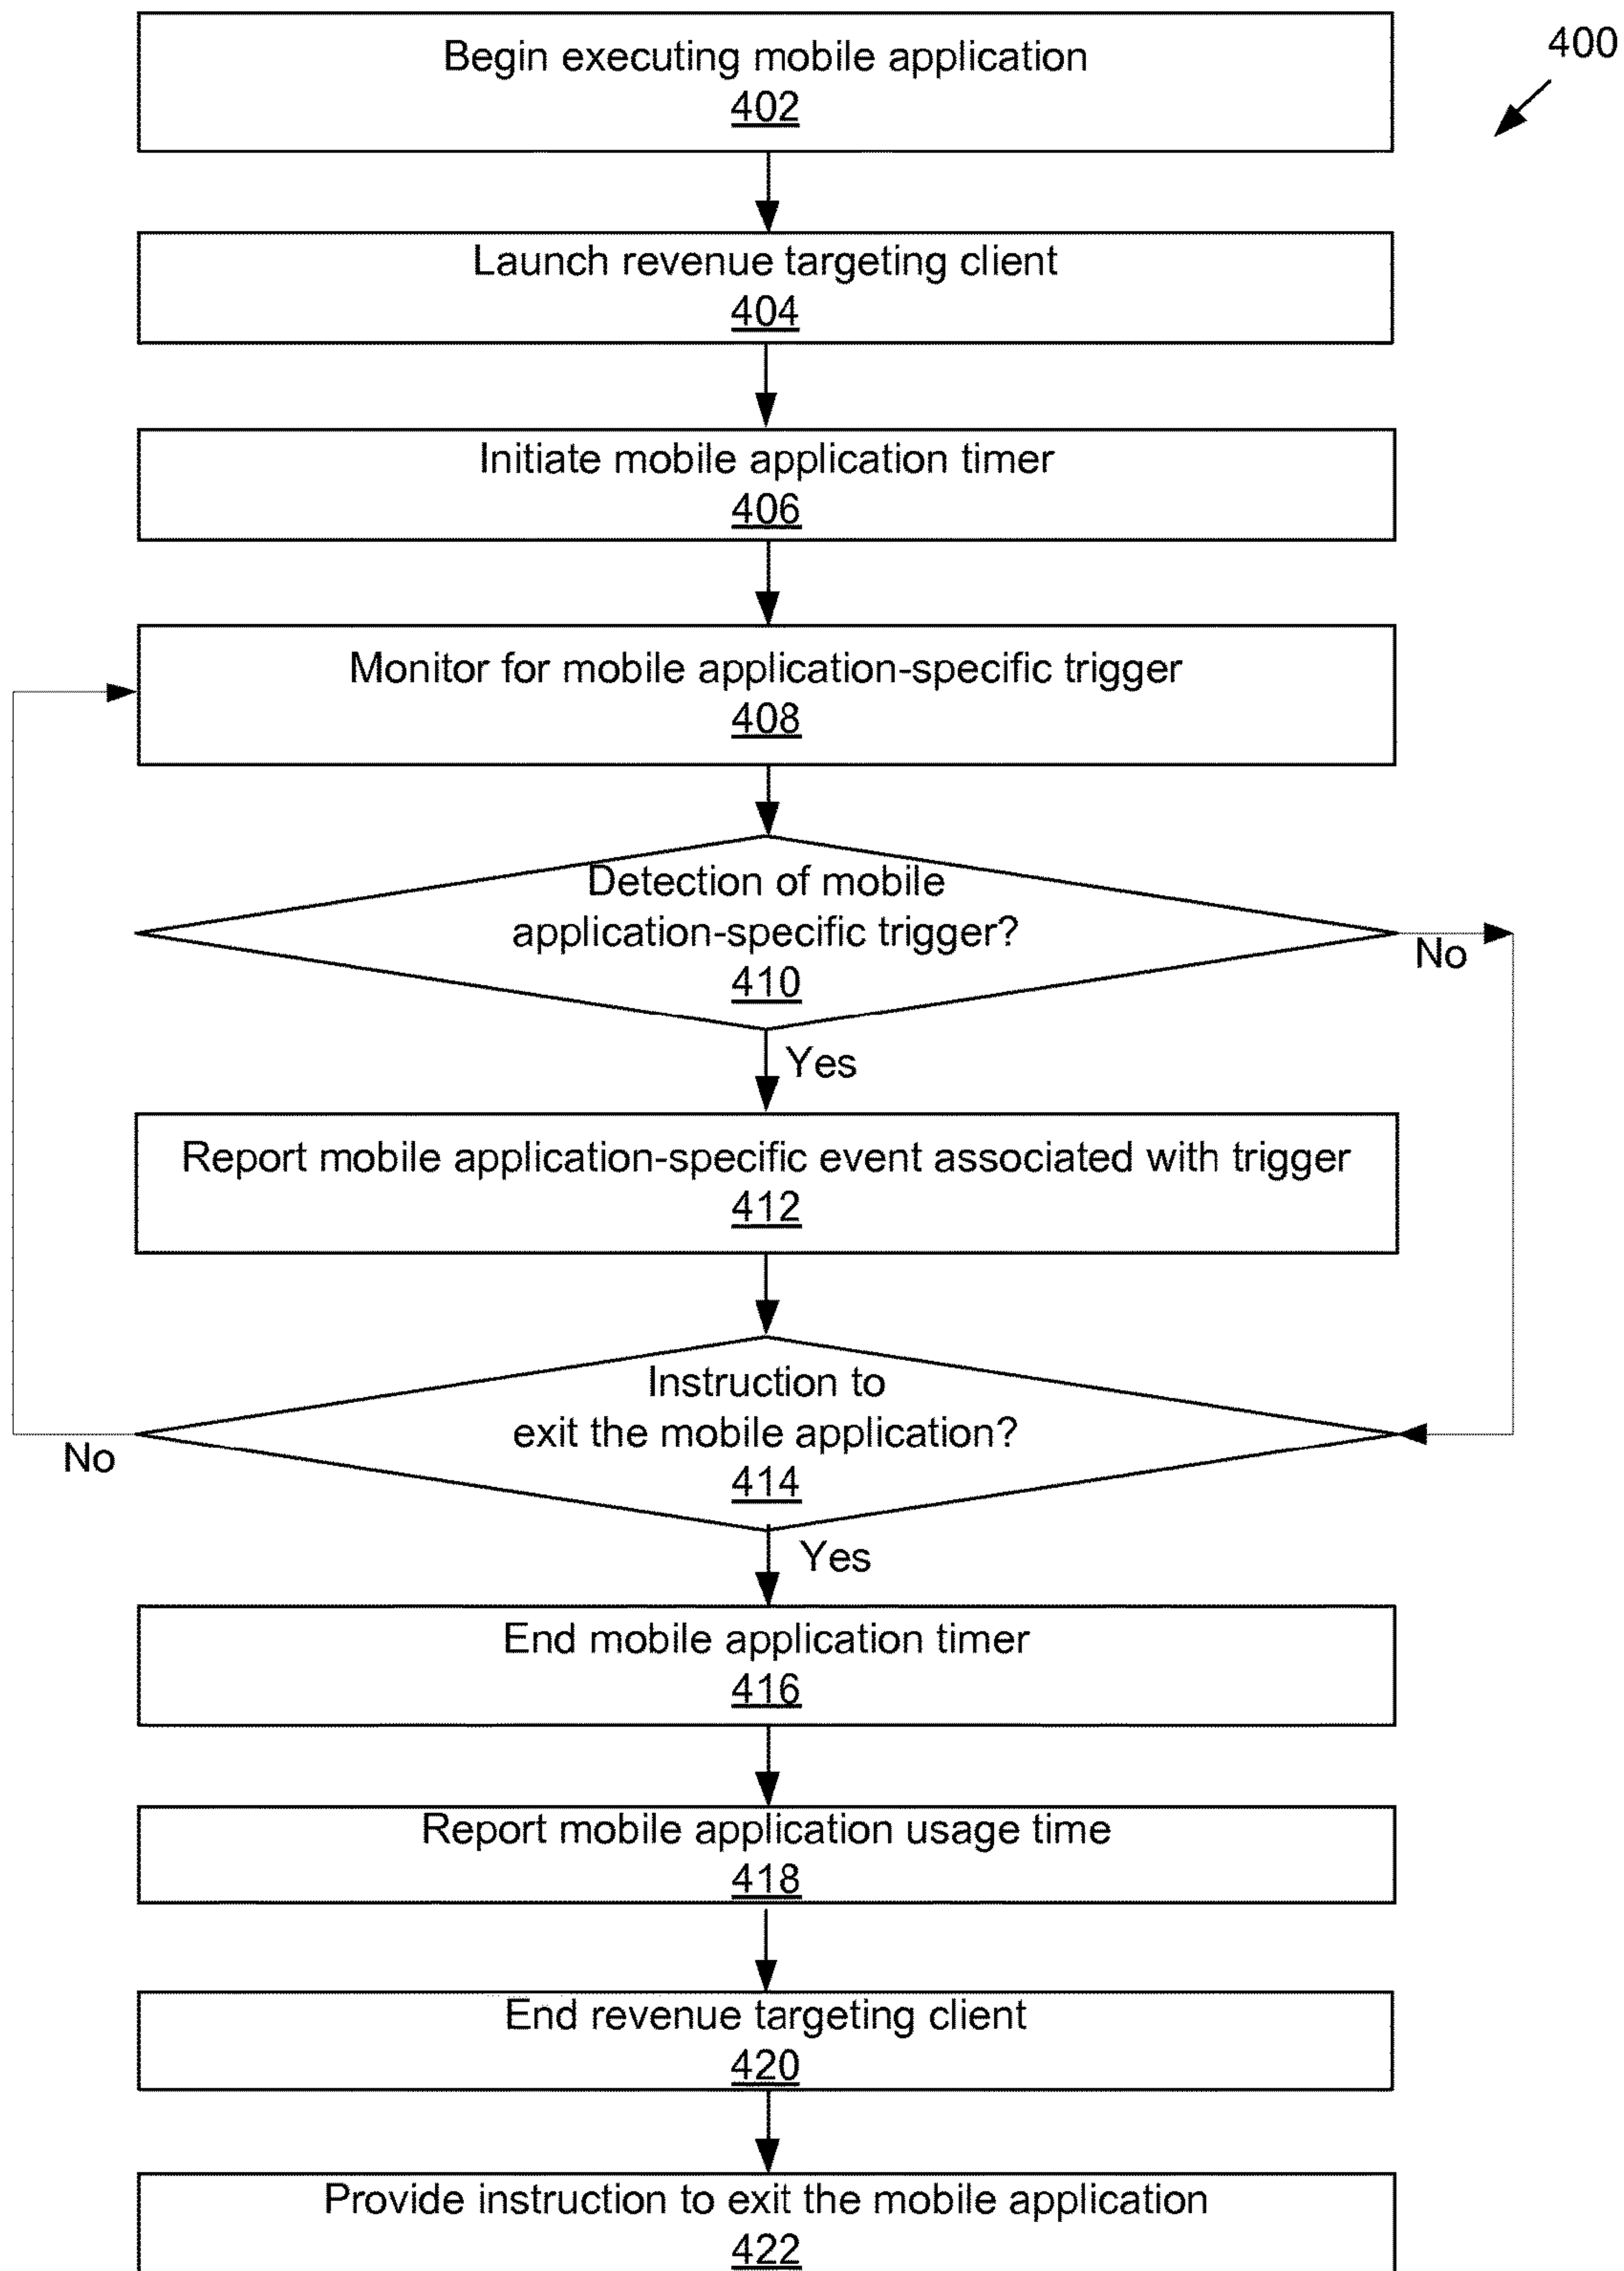 400
Begin executing mobile application
402
Launch revenue targeting client
404
Initiate mobile application timer
406
Monitor for mobile application-specific trigger
408
Detection of mobile
application-specific trigger?
410
No
Yes
Report mobile application-specific event associated with trigger
412
Instruction to
exit the mobile application?
414
No
Yes
End mobile application timer
416
Report mobile application usage time
418
End revenue targeting client
420
Provide instruction to exit the mobile application
422